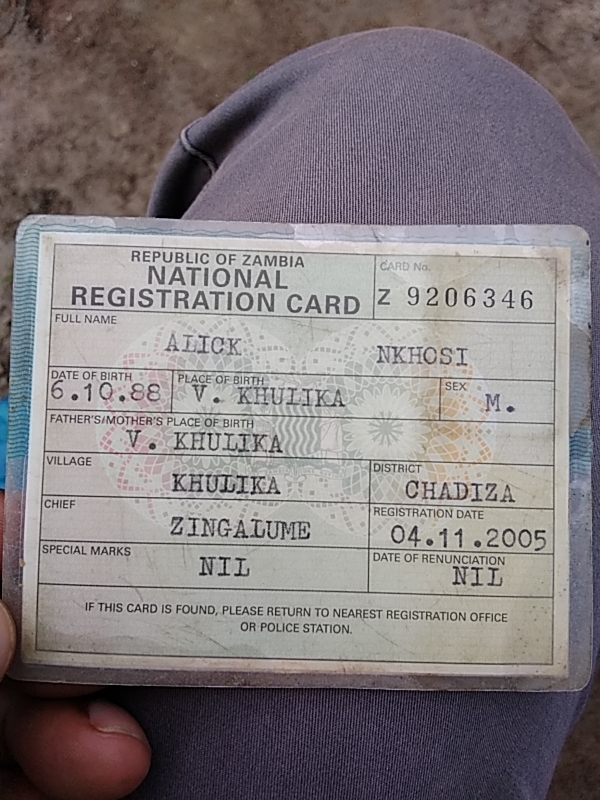 REPUBLIC OF ZAMBIA
NATIONAL
REGISTRATION CARD
CARD No.
Z 9206346
FULL NAME
ALICK NKHOSI
DATE OF BIRTH
6.10.88
PLACE OF BIRTH
V. KHULIKA
SEX
M.
FATHER'S/MOTHER'S PLACE OF BIRTH
V. KHULIKA
VILLAGE
KHULIKA
DISTRICT
CHADIZA
CHIEF
ZINGALUME
REGISTRATION DATE
04.11.2005
SPECIAL MARKS
NIL
DATE OF RENUNCIATION
NIL
IF THIS CARD IS FOUND, PLEASE RETURN TO NEAREST REGISTRATION OFFICE
OR POLICE STATION.